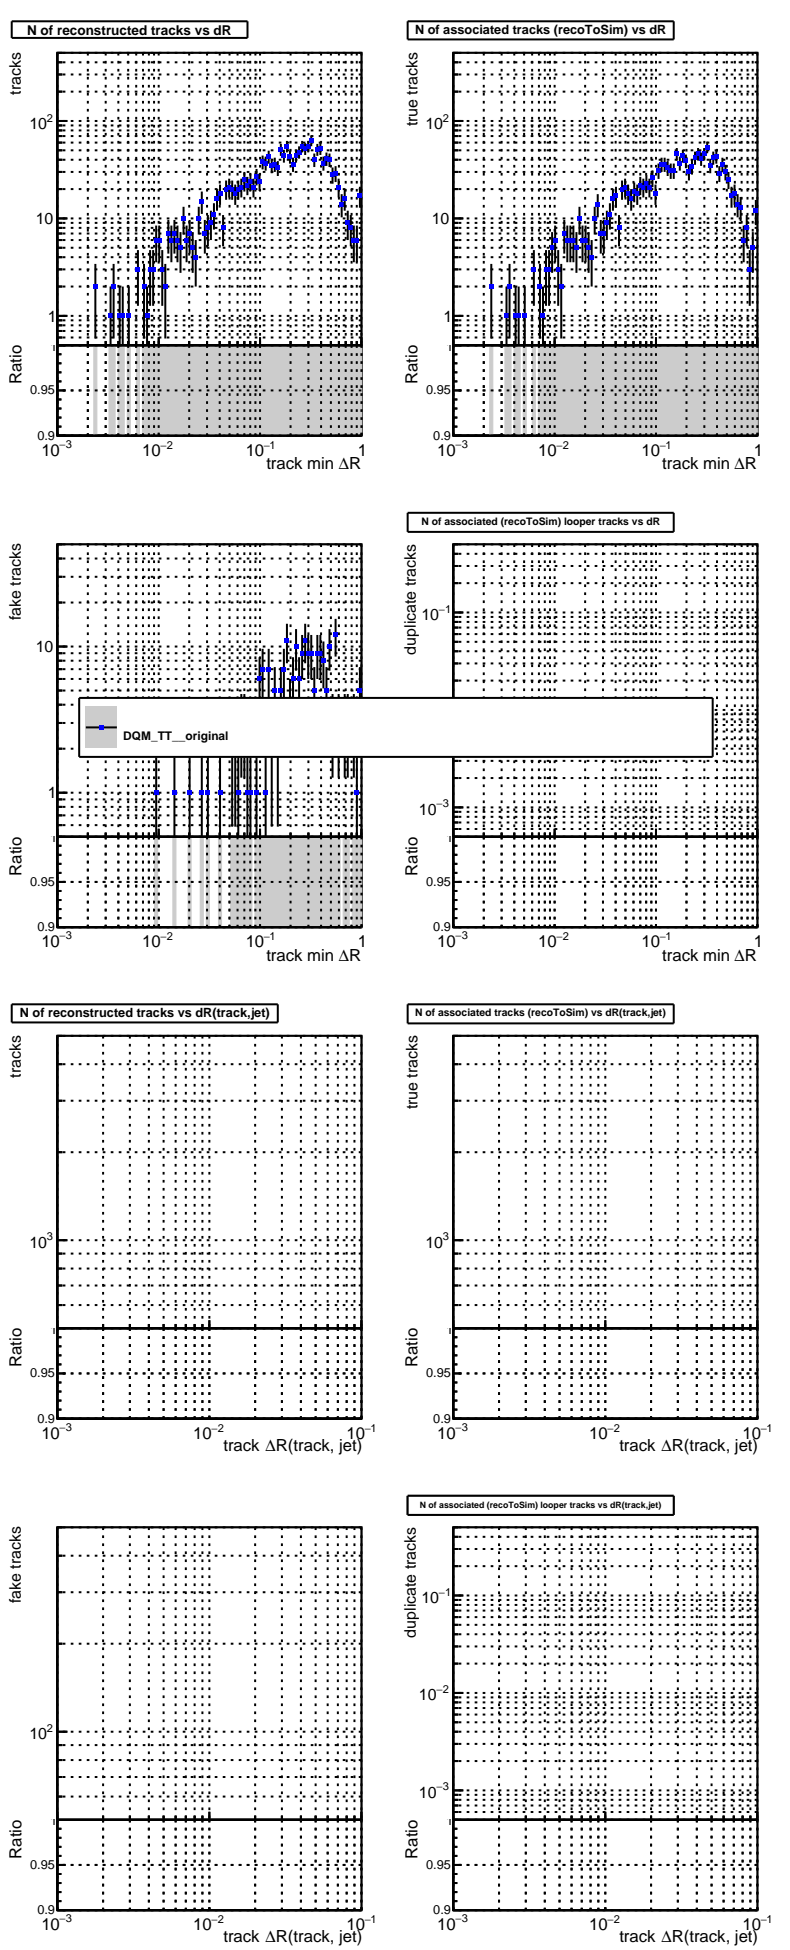 N of reconstructed tracks vs dR
tracks
10²
10
1
Ratio
1
0.95
0.9
10⁻³ 10⁻² 10⁻¹ 1
track min ΔR
N of associated tracks (recoToSim) vs dR
true tracks
10²
10
1
Ratio
1
0.95
0.9
10⁻³ 10⁻² 10⁻¹ 1
track min ΔR
fake tracks
10
1
Ratio
0.95
0.9
10⁻³ 10⁻² 10⁻¹ 1
track min ΔR
N of associated (recoToSim) looper tracks vs dR
duplicate tracks
10⁻¹
10⁻³
Ratio
0.95
0.9
10⁻³ 10⁻² 10⁻¹ 1
track min ΔR
DQM_TT__original
N of reconstructed tracks vs dR(track,jet)
tracks
10³
Ratio
0.95
0.9
10⁻³ 10⁻² 10⁻¹
track ΔR(track, jet)
N of associated tracks (recoToSim) vs dR(track,jet)
true tracks
10³
Ratio
0.95
0.9
10⁻³ 10⁻² 10⁻¹
track ΔR(track, jet)
fake tracks
10²
Ratio
0.95
0.9
10⁻³ 10⁻² 10⁻¹
track ΔR(track, jet)
N of associated (recoToSim) looper tracks vs dR(track,jet)
duplicate tracks
10⁻¹
10⁻²
10⁻³
Ratio
0.95
0.9
10⁻³ 10⁻² 10⁻¹
track ΔR(track, jet)